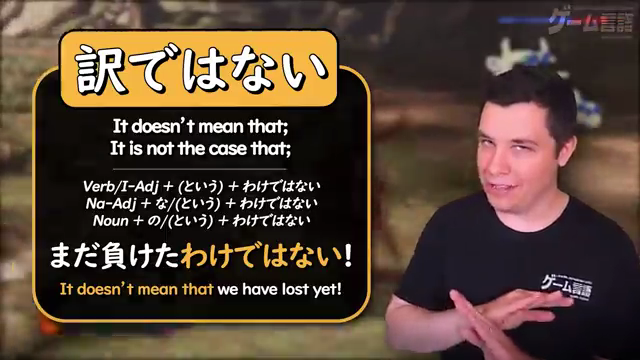 ゲーム言語
訳ではない
It doesn't mean that;
It is not the case that;
Verb/I-Adj + (という) + わけではない
Na-Adj + な/(という) + わけではない
Noun + の/(という) + わけではない
まだ負けたわけではない!
It doesn't mean that we have lost yet!
ゲーム言語